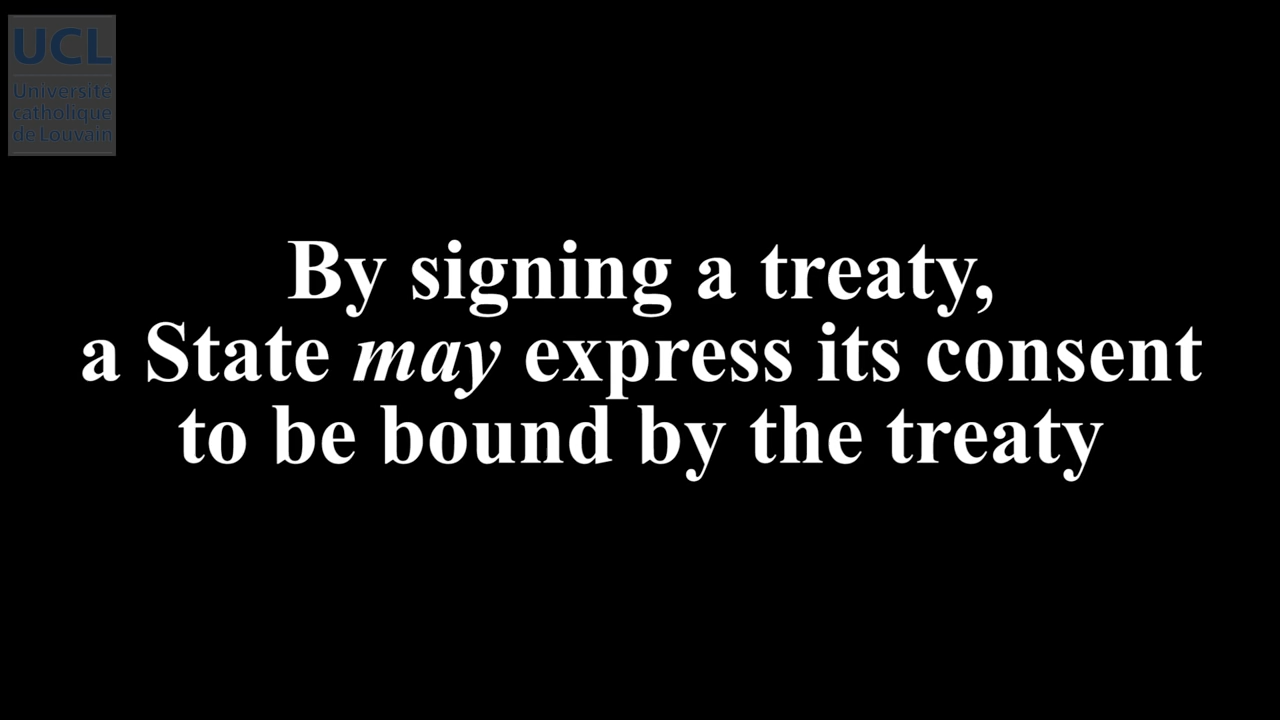 UCL
Université
catholique
de Louvain
By signing a treaty,
a State may express its consent
to be bound by the treaty